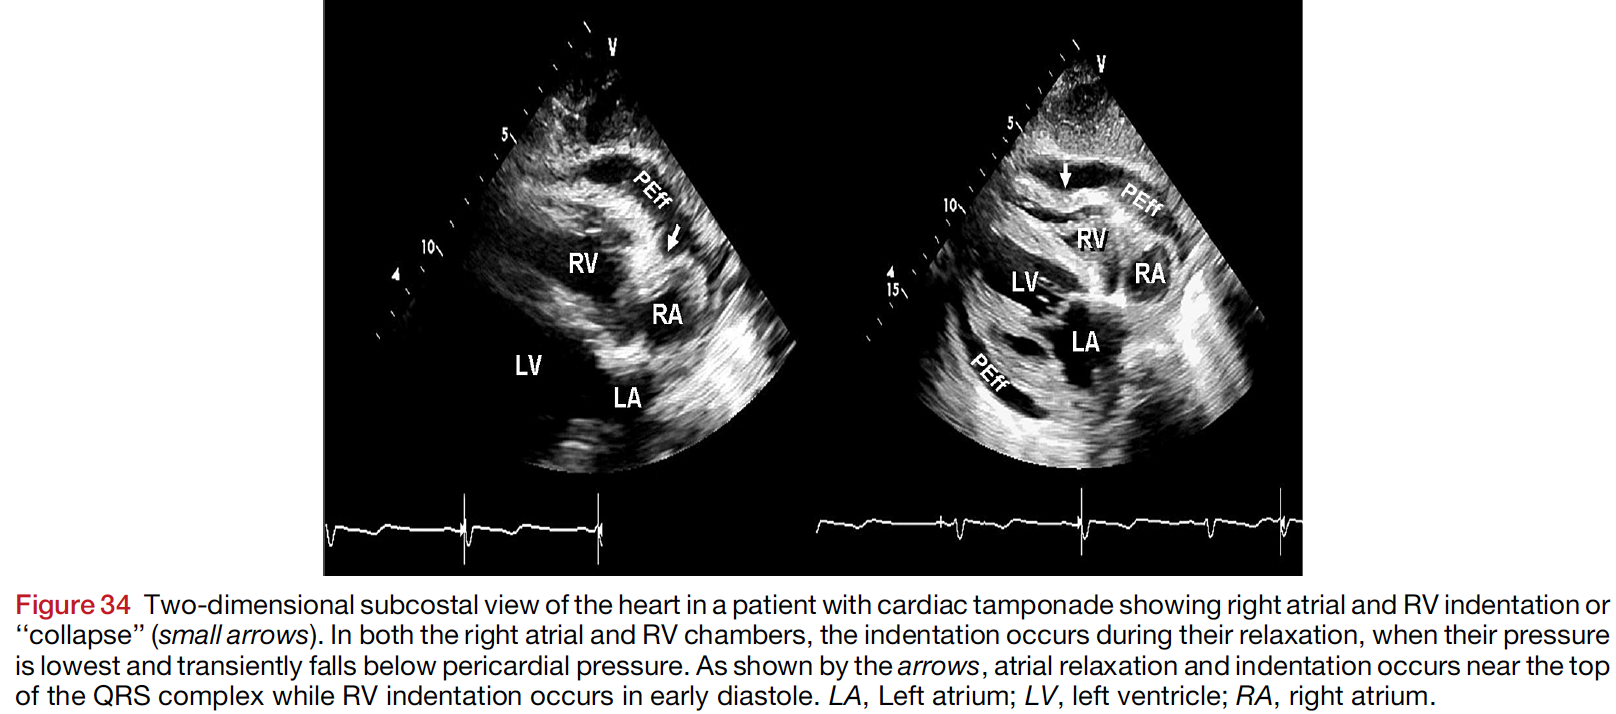 V
5
PEff
10
RV
RA
LV
LA
V
5
PEff
10
RV
RA
LV
15
LA
PEff
Figure 34 Two-dimensional subcostal view of the heart in a patient with cardiac tamponade showing right atrial and RV indentation or
‘‘collapse’’ (small arrows). In both the right atrial and RV chambers, the indentation occurs during their relaxation, when their pressure
is lowest and transiently falls below pericardial pressure. As shown by the arrows, atrial relaxation and indentation occurs near the top
of the QRS complex while RV indentation occurs in early diastole. LA, Left atrium; LV, left ventricle; RA, right atrium.